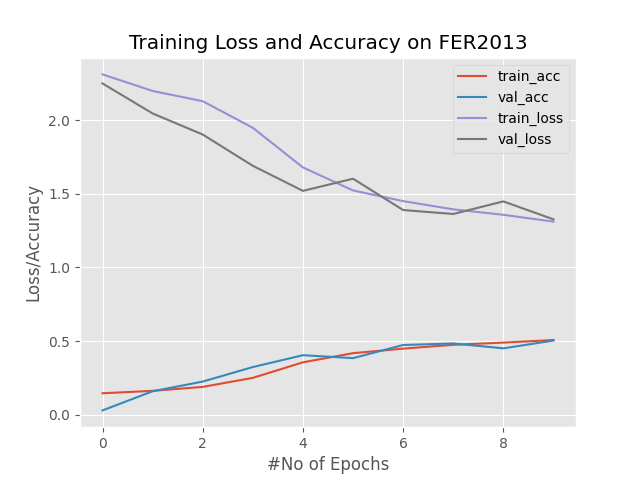 Training Loss and Accuracy on FER2013
train_acc
val_acc
train_loss
val_loss
Loss/Accuracy
2.0
1.5
1.0
0.5
0.0
0 2 4 6 8
#No of Epochs